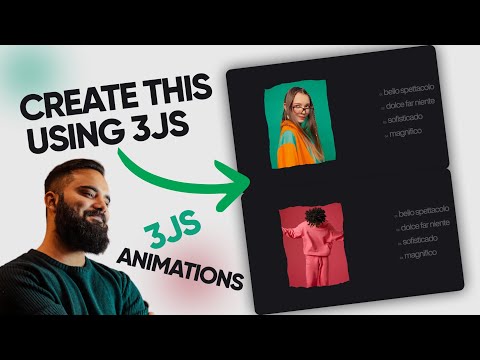 CREATE THIS
USING 3JS
3JS
ANIMATIONS
bello spettacolo
dolce far niente
sofisticado
magnifico
bello spettacolo
dolce far niente
sofisticado
magnifico